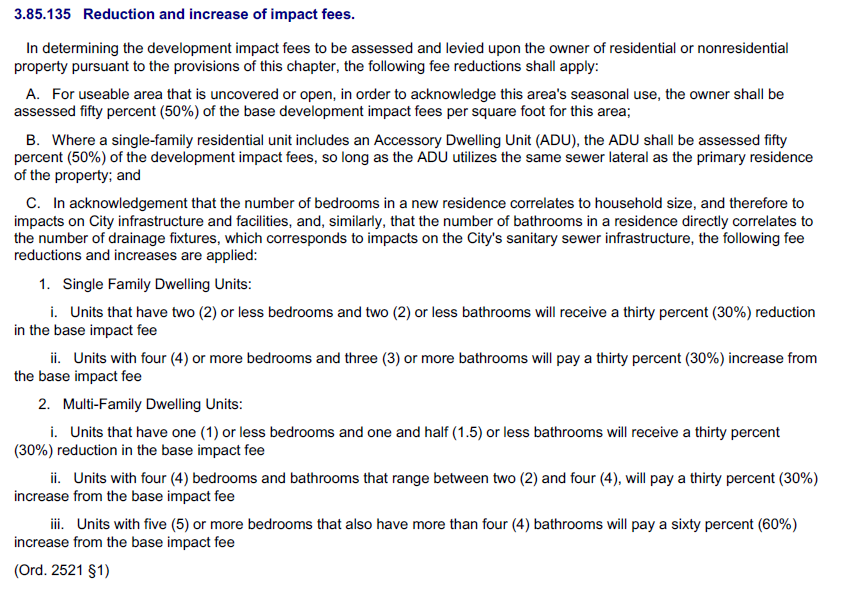 3.85.135 Reduction and increase of impact fees.
In determining the development impact fees to be assessed and levied upon the owner of residential or nonresidential
property pursuant to the provisions of this chapter, the following fee reductions shall apply:
A. For useable area that is uncovered or open, in order to acknowledge this area's seasonal use, the owner shall be
assessed fifty percent (50%) of the base development impact fees per square foot for this area;
B. Where a single-family residential unit includes an Accessory Dwelling Unit (ADU), the ADU shall be assessed fifty
percent (50%) of the development impact fees, so long as the ADU utilizes the same sewer lateral as the primary residence
of the property; and
C. In acknowledgement that the number of bedrooms in a new residence correlates to household size, and therefore to
impacts on City infrastructure and facilities, and, similarly, that the number of bathrooms in a residence directly correlates to
the number of drainage fixtures, which corresponds to impacts on the City's sanitary sewer infrastructure, the following fee
reductions and increases are applied:
1. Single Family Dwelling Units:
i. Units that have two (2) or less bedrooms and two (2) or less bathrooms will receive a thirty percent (30%) reduction
in the base impact fee
ii. Units with four (4) or more bedrooms and three (3) or more bathrooms will pay a thirty percent (30%) increase from
the base impact fee
2. Multi-Family Dwelling Units:
i. Units that have one (1) or less bedrooms and one and half (1.5) or less bathrooms will receive a thirty percent
(30%) reduction in the base impact fee
ii. Units with four (4) bedrooms and bathrooms that range between two (2) and four (4), will pay a thirty percent (30%)
increase from the base impact fee
iii. Units with five (5) or more bedrooms that also have more than four (4) bathrooms will pay a sixty percent (60%)
increase from the base impact fee
(Ord. 2521 §1)